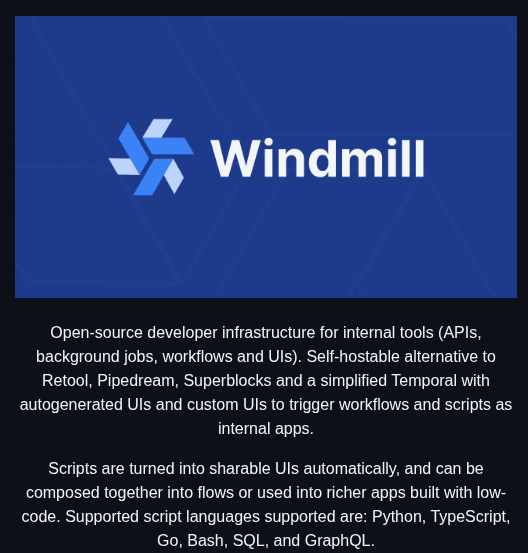 Windmill
Open-source developer infrastructure for internal tools (APIs,
background jobs, workflows and UIs). Self-hostable alternative to
Retool, Pipedream, Superblocks and a simplified Temporal with
autogenerated UIs and custom UIs to trigger workflows and scripts as
internal apps.
Scripts are turned into sharable UIs automatically, and can be
composed together into flows or used into richer apps built with low-
code. Supported script languages supported are: Python, TypeScript,
Go, Bash, SQL, and GraphQL.